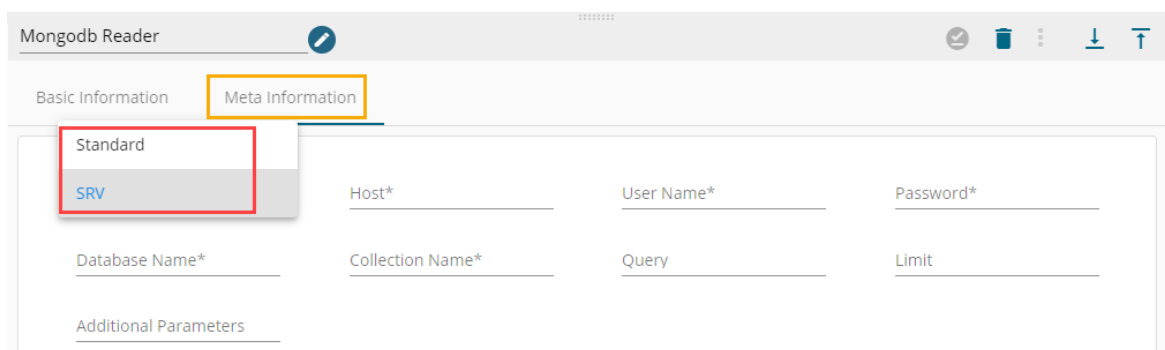 Mongodb Reader
Basic Information
Meta Information
Standard
SRV
Host*
User Name*
Password*
Database Name*
Collection Name*
Query
Limit
Additional Parameters